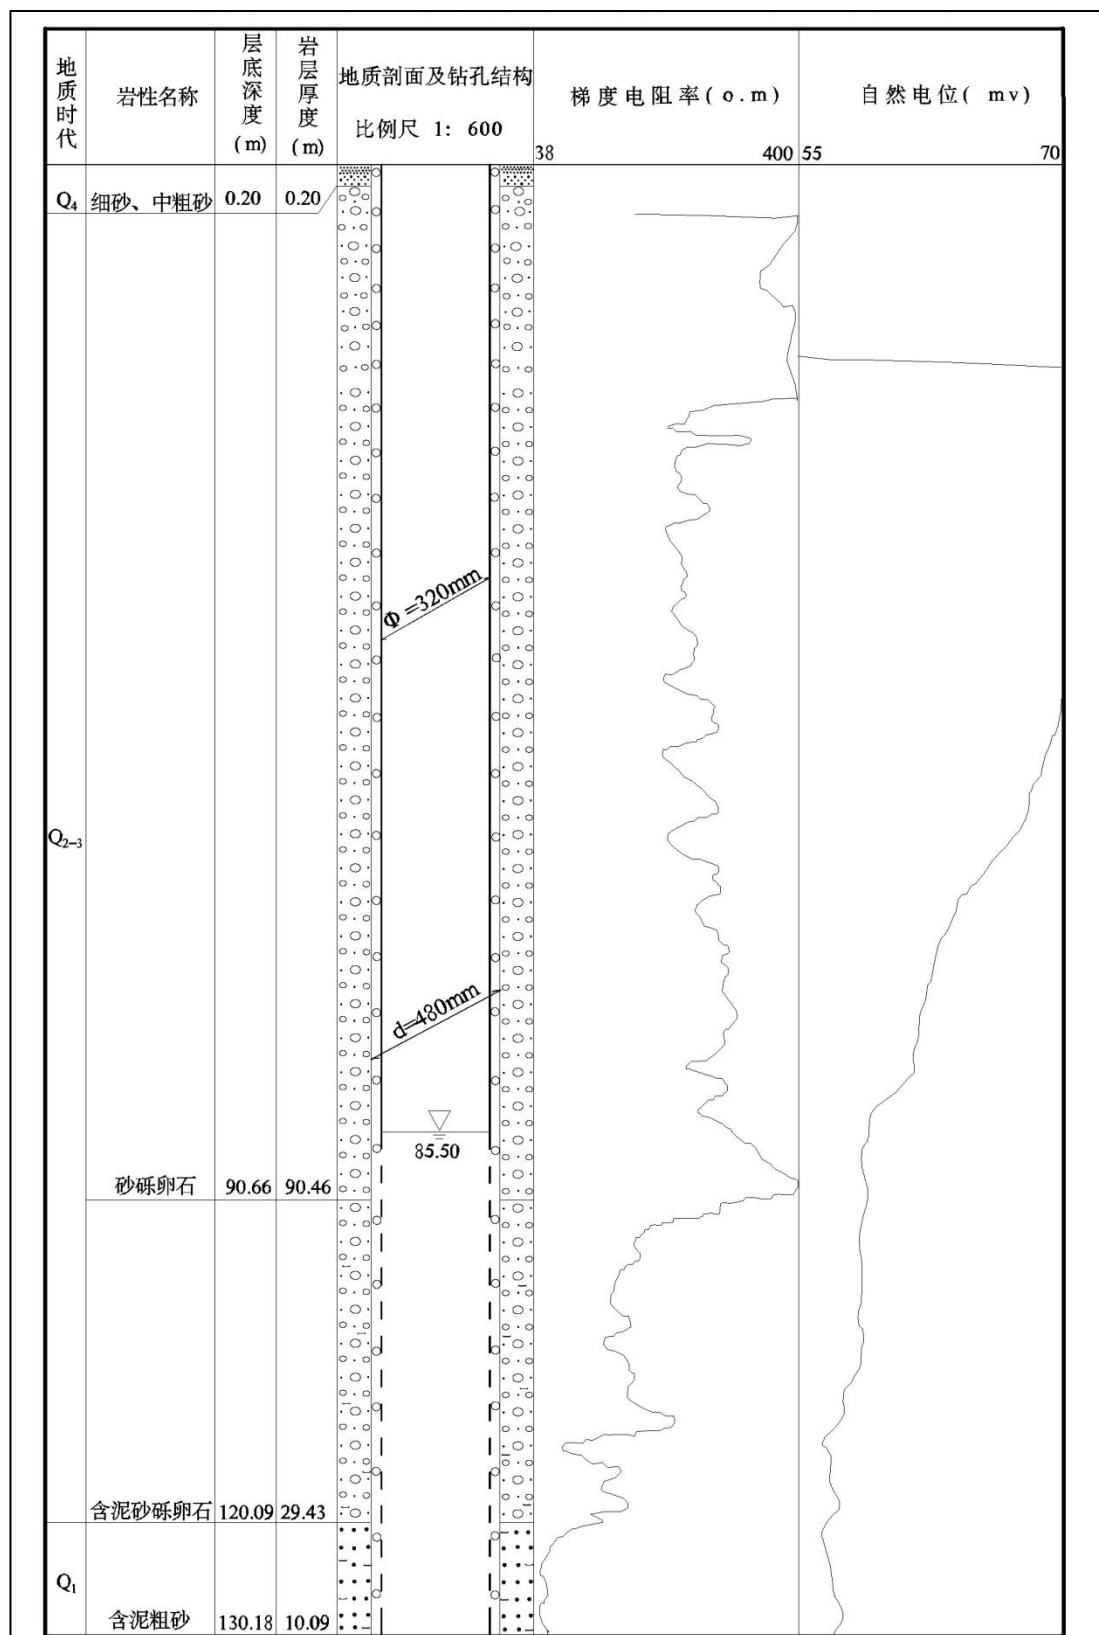 地质时代
岩性名称
层底深度(m)
岩层厚度(m)
地质剖面及钻孔结构
比例尺 1: 600
梯度电阻率(o.m)
38 400
自然电位( mv)
55 70
Q₄ 细砂、中粗砂 0.20 0.20
Φ=320mm
Q₂₋₃
d=480mm
85.50
砂砾卵石 90.66 90.46
含泥砂砾卵石 120.09 29.43
Q₁
含泥粗砂 130.18 10.09